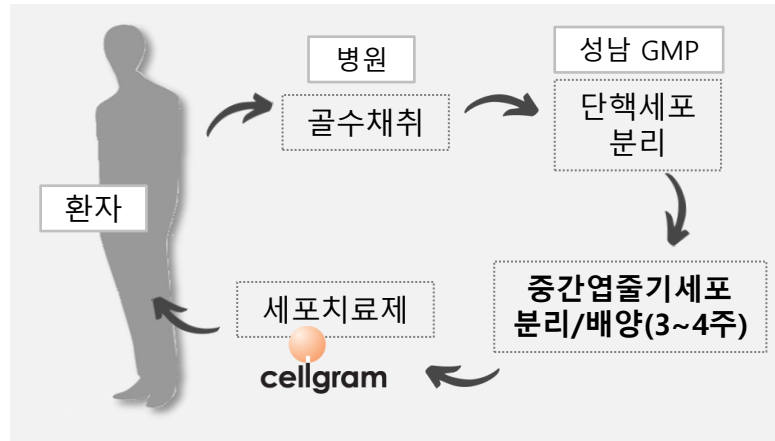 환자
병원
골수채취
성남 GMP
단핵세포
분리
중간엽줄기세포
분리/배양(3~4주)
세포치료제
cellgram